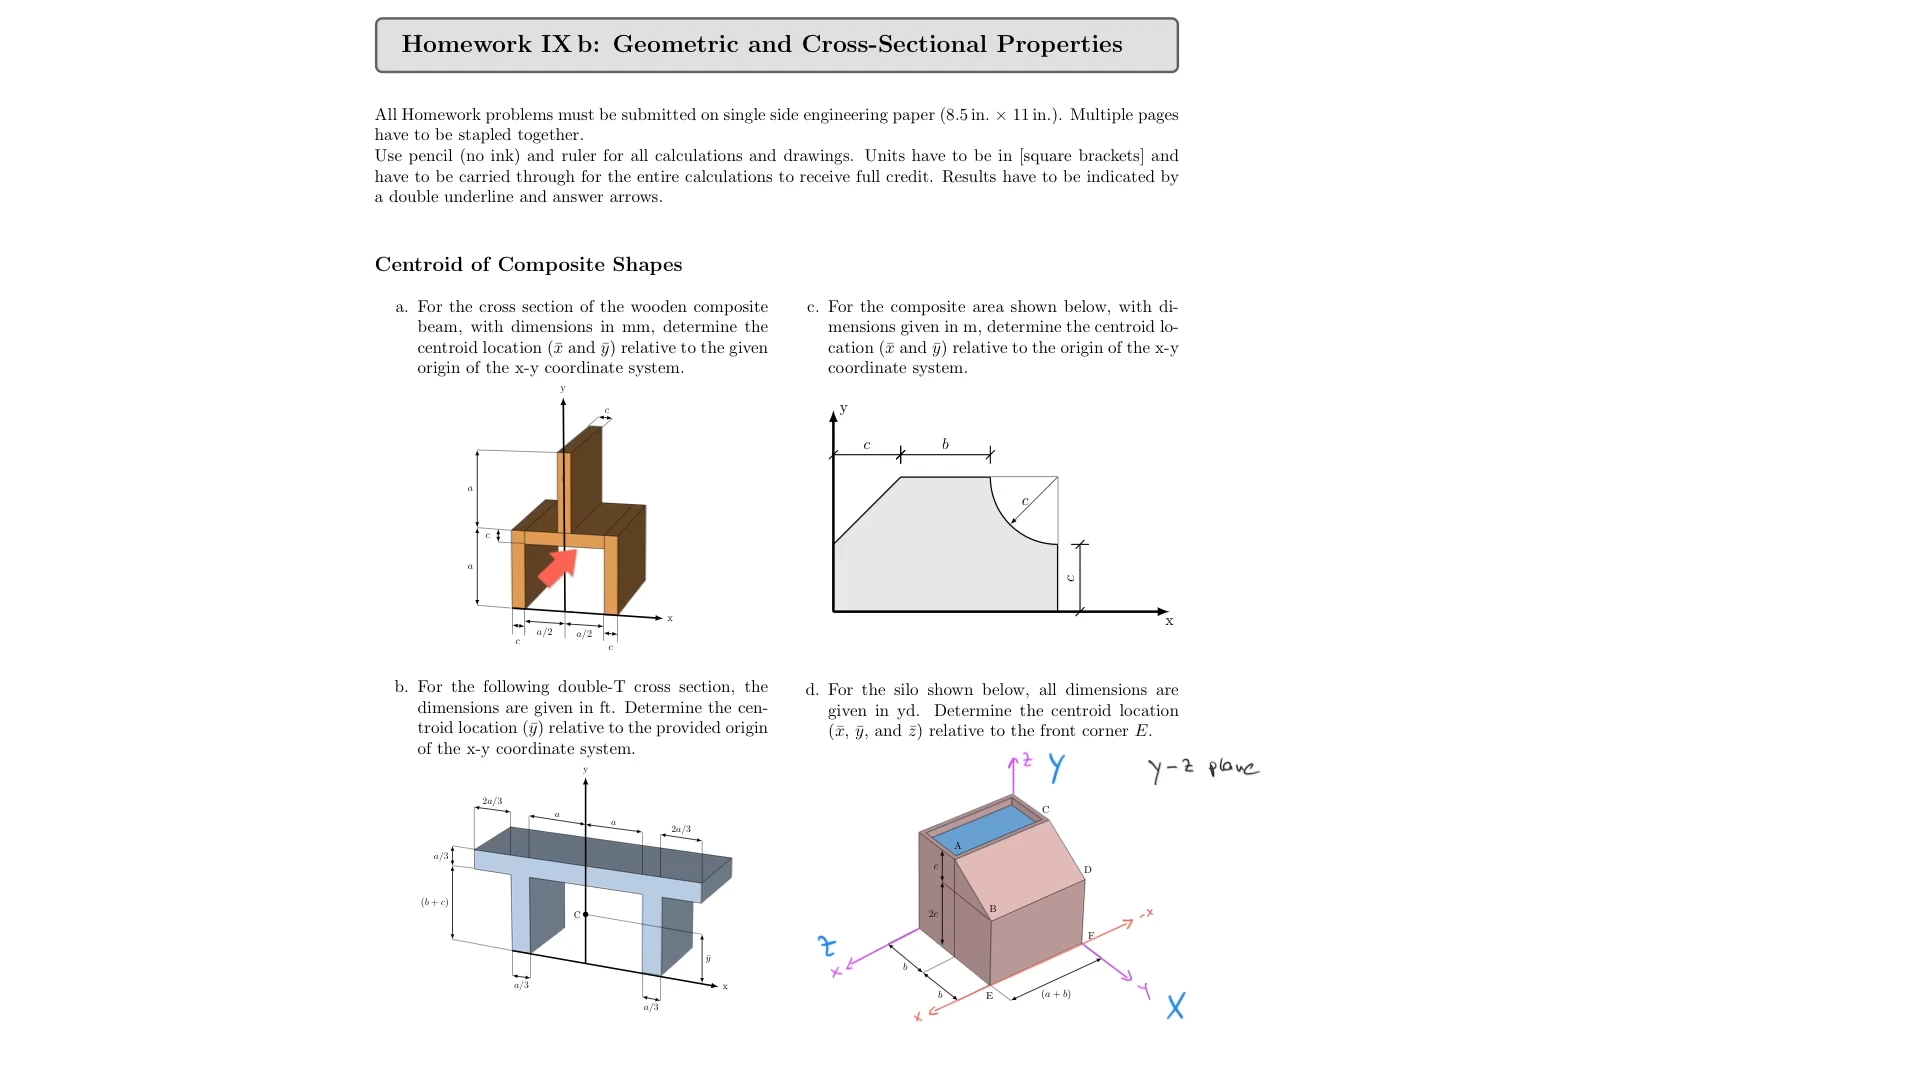 Homework IX b: Geometric and Cross-Sectional Properties
All Homework problems must be submitted on single side engineering paper (8.5 in. × 11 in.). Multiple pages
have to be stapled together.
Use pencil (no ink) and ruler for all calculations and drawings. Units have to be in [square brackets] and
have to be carried through for the entire calculations to receive full credit. Results have to be indicated by
a double underline and answer arrows.
Centroid of Composite Shapes
a. For the cross section of the wooden composite
beam, with dimensions in mm, determine the
centroid location (x̄ and ȳ) relative to the given
origin of the x-y coordinate system.
y
c
a
c
a
x
a/2
a/2
c
c
b. For the following double-T cross section, the
dimensions are given in ft. Determine the cen-
troid location (ȳ) relative to the provided origin
of the x-y coordinate system.
y
2a/3
a
a
2a/3
a/3
(b + c)
C
ȳ
x
a/3
a/3
c. For the composite area shown below, with di-
mensions given in m, determine the centroid lo-
cation (x̄ and ȳ) relative to the origin of the x-y
coordinate system.
y
c
b
c
c
x
d. For the silo shown below, all dimensions are
given in yd. Determine the centroid location
(x̄, ȳ, and z̄) relative to the front corner E.
z
Y
y-z plane
C
A
c
D
B
2c
-x
F
z
x
b
b
E
(a + b)
y
X
x